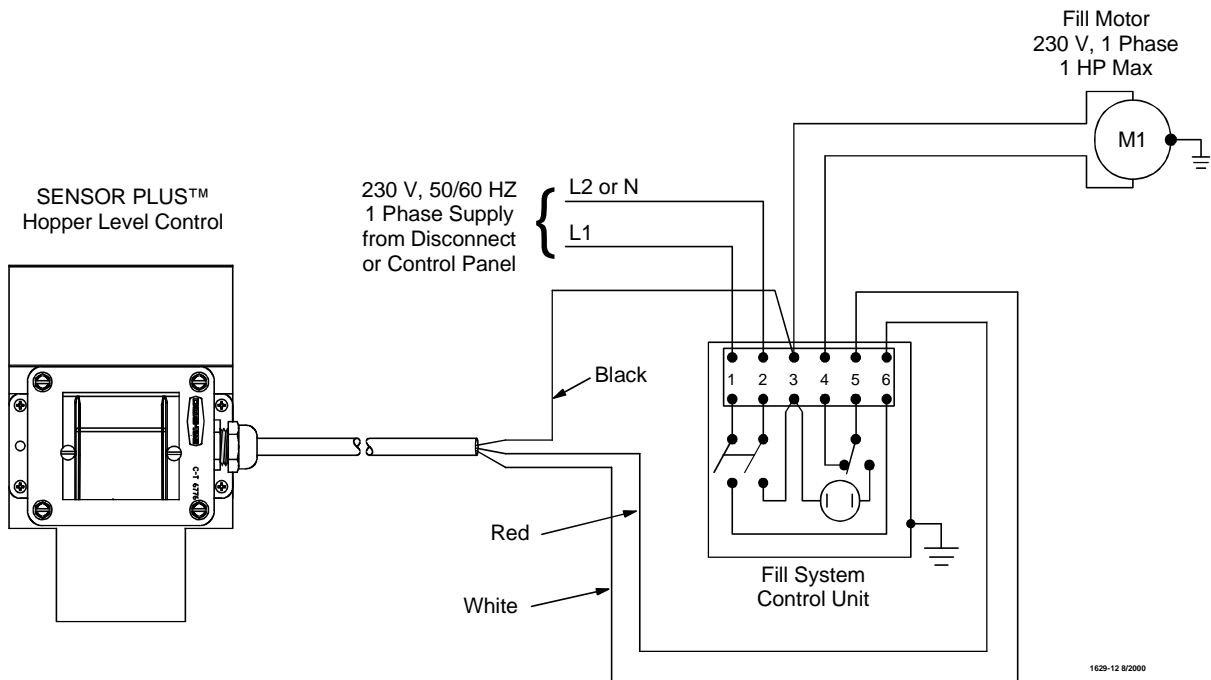 Fill Motor
230 V, 1 Phase
1 HP Max
M1
SENSOR PLUS™
Hopper Level Control
230 V, 50/60 HZ
1 Phase Supply
from Disconnect
or Control Panel
L2 or N
L1
Black
1 2 3 4 5 6
Red
White
Fill System
Control Unit
1629-12 8/2000